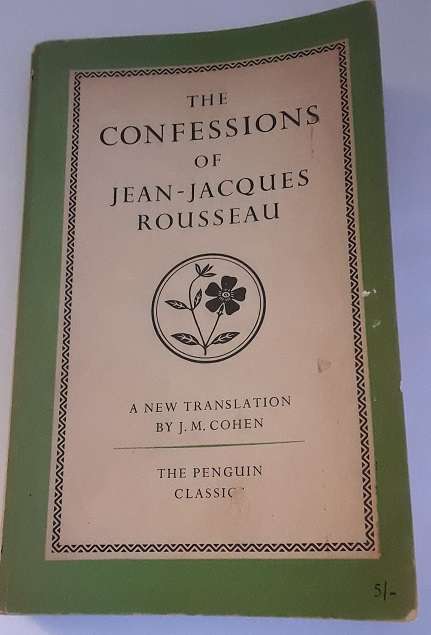 THE
CONFESSIONS
OF
JEAN-JACQUES
ROUSSEAU
A NEW TRANSLATION
BY J. M. COHEN
THE PENGUIN
CLASSICS
5/-